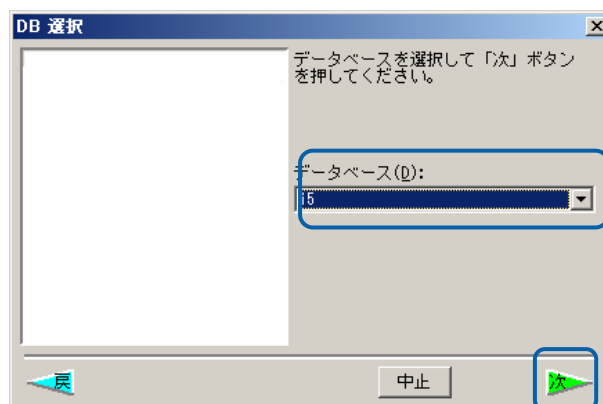 DB 選択
データベースを選択して「次」ボタン
を押してください。
データベース(D):
i5
戻
中止
次